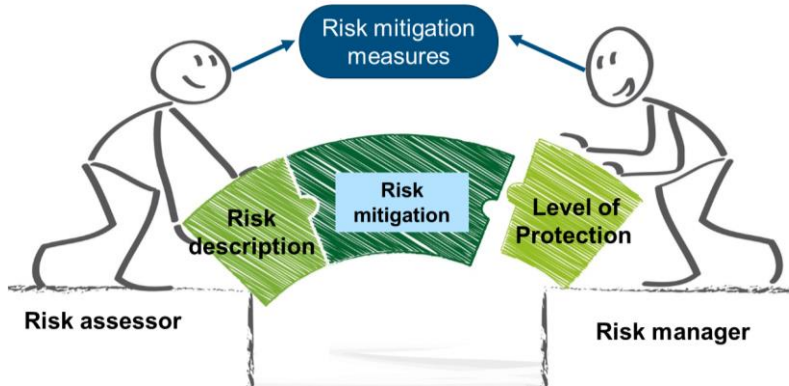 Risk mitigation
measures
Risk
description
Risk
mitigation
Level of
Protection
Risk assessor
Risk manager